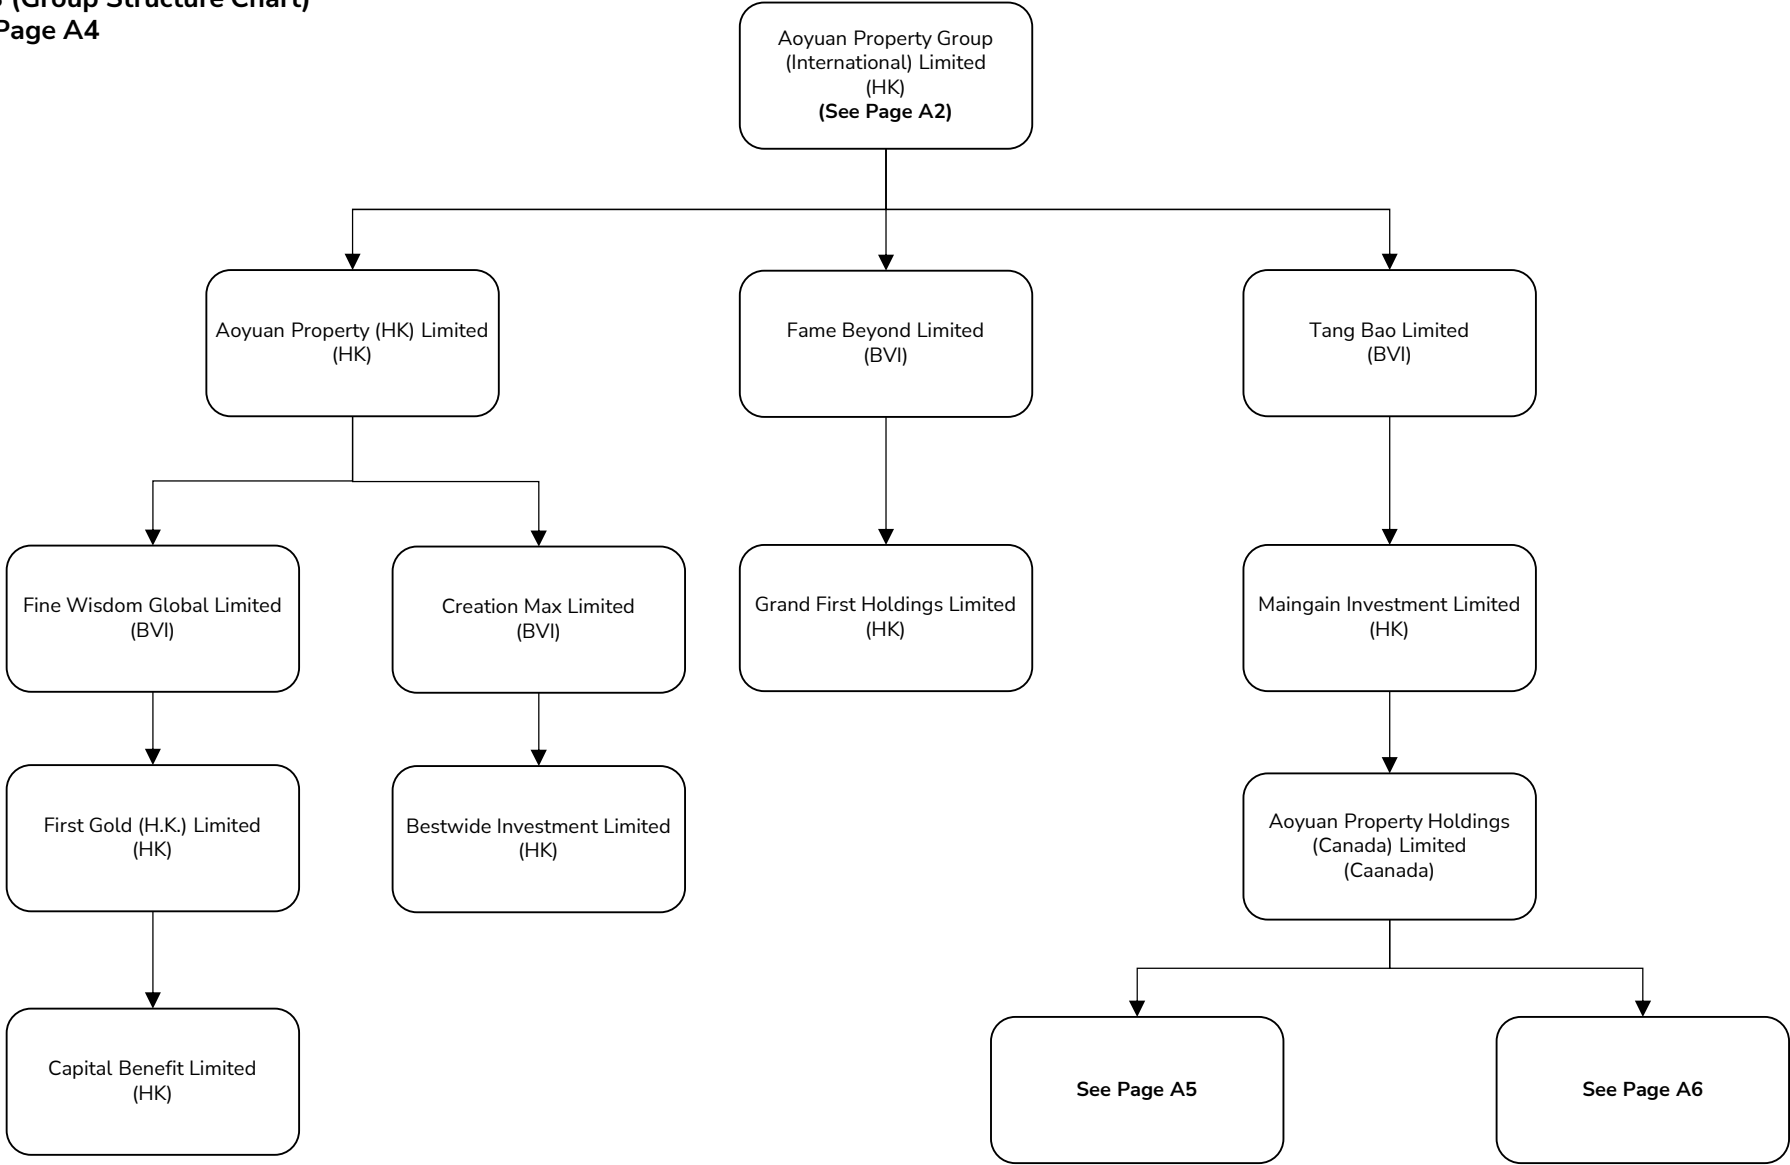 (Group Structure Chart)
Page A4
Aoyuan Property Group
(International) Limited
(HK)
(See Page A2)
Aoyuan Property (HK) Limited
(HK)
Fame Beyond Limited
(BVI)
Tang Bao Limited
(BVI)
Fine Wisdom Global Limited
(BVI)
Creation Max Limited
(BVI)
Grand First Holdings Limited
(HK)
Maingain Investment Limited
(HK)
First Gold (H.K.) Limited
(HK)
Bestwide Investment Limited
(HK)
Aoyuan Property Holdings
(Canada) Limited
(Caanada)
Capital Benefit Limited
(HK)
See Page A5
See Page A6